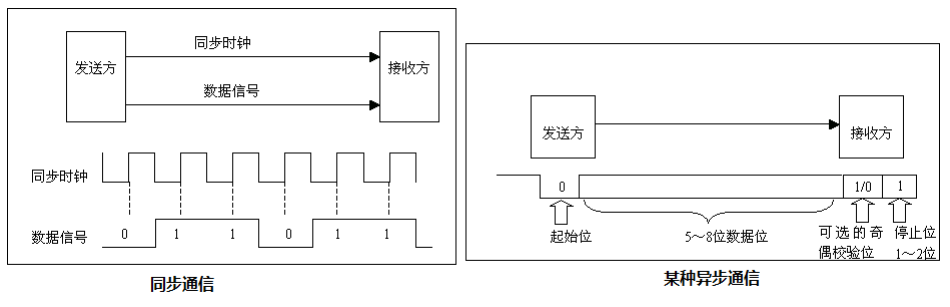 同步时钟
发送方
接收方
数据信号
同步时钟
数据信号 0 1 1 0 1 1
同步通信
发送方
接收方
0 1/0 1
起始位
5～8位数据位
可选的奇
偶校验位
停止位
1～2位
某种异步通信